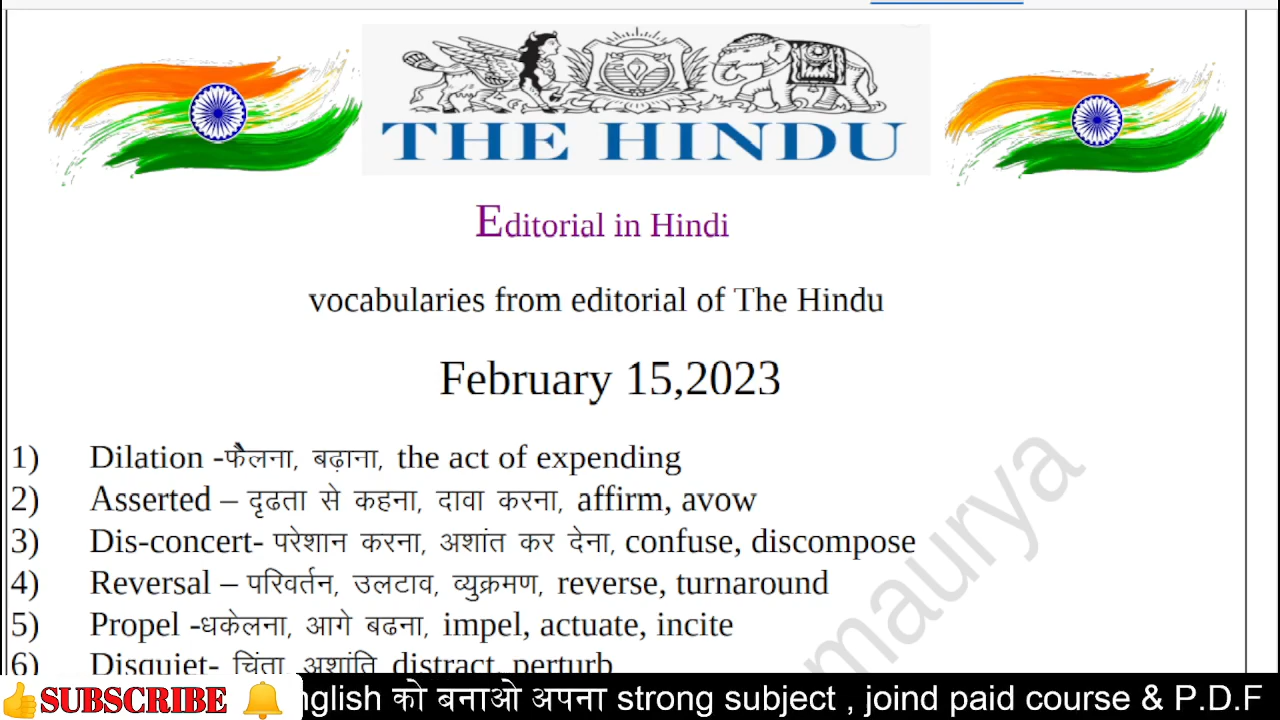 THE HINDU
Editorial in Hindi
vocabularies from editorial of The Hindu
February 15,2023
1) Dilation -फैलना, बढ़ाना, the act of expending
2) Asserted – दृढता से कहना, दावा करना, affirm, avow
3) Dis-concert- परेशान करना, अशांत कर देना, confuse, discompose
4) Reversal – परिवर्तन, उलटाव, व्युक्रमण, reverse, turnaround
5) Propel -धकेलना, आगे बढना, impel, actuate, incite
6) Disquiet- चिंता, अशांति, distract, perturb
maurya
SUBSCRIBE nglish को बनाओ अपना strong subject , joind paid course & P.D.F